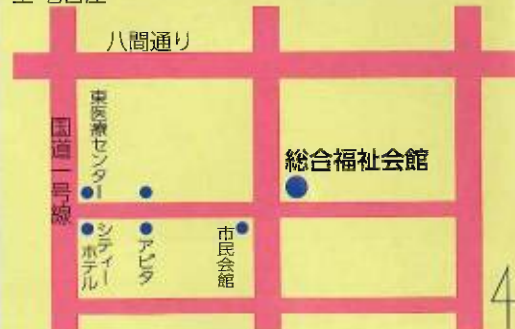 八間通り
国道一号線
東医療センター
総合福祉会館
シティーホテル
アピタ
市民会館